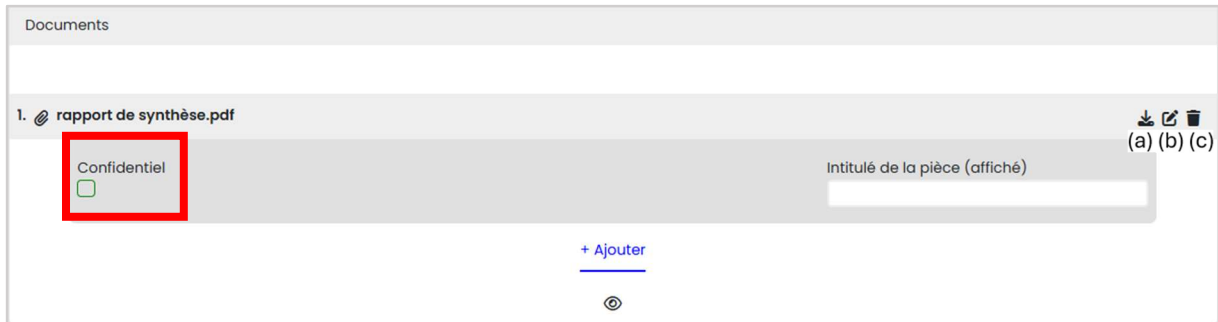 Documents
1. rapport de synthèse.pdf
(a) (b) (c)
Confidentiel
Intitulé de la pièce (affiché)
+ Ajouter